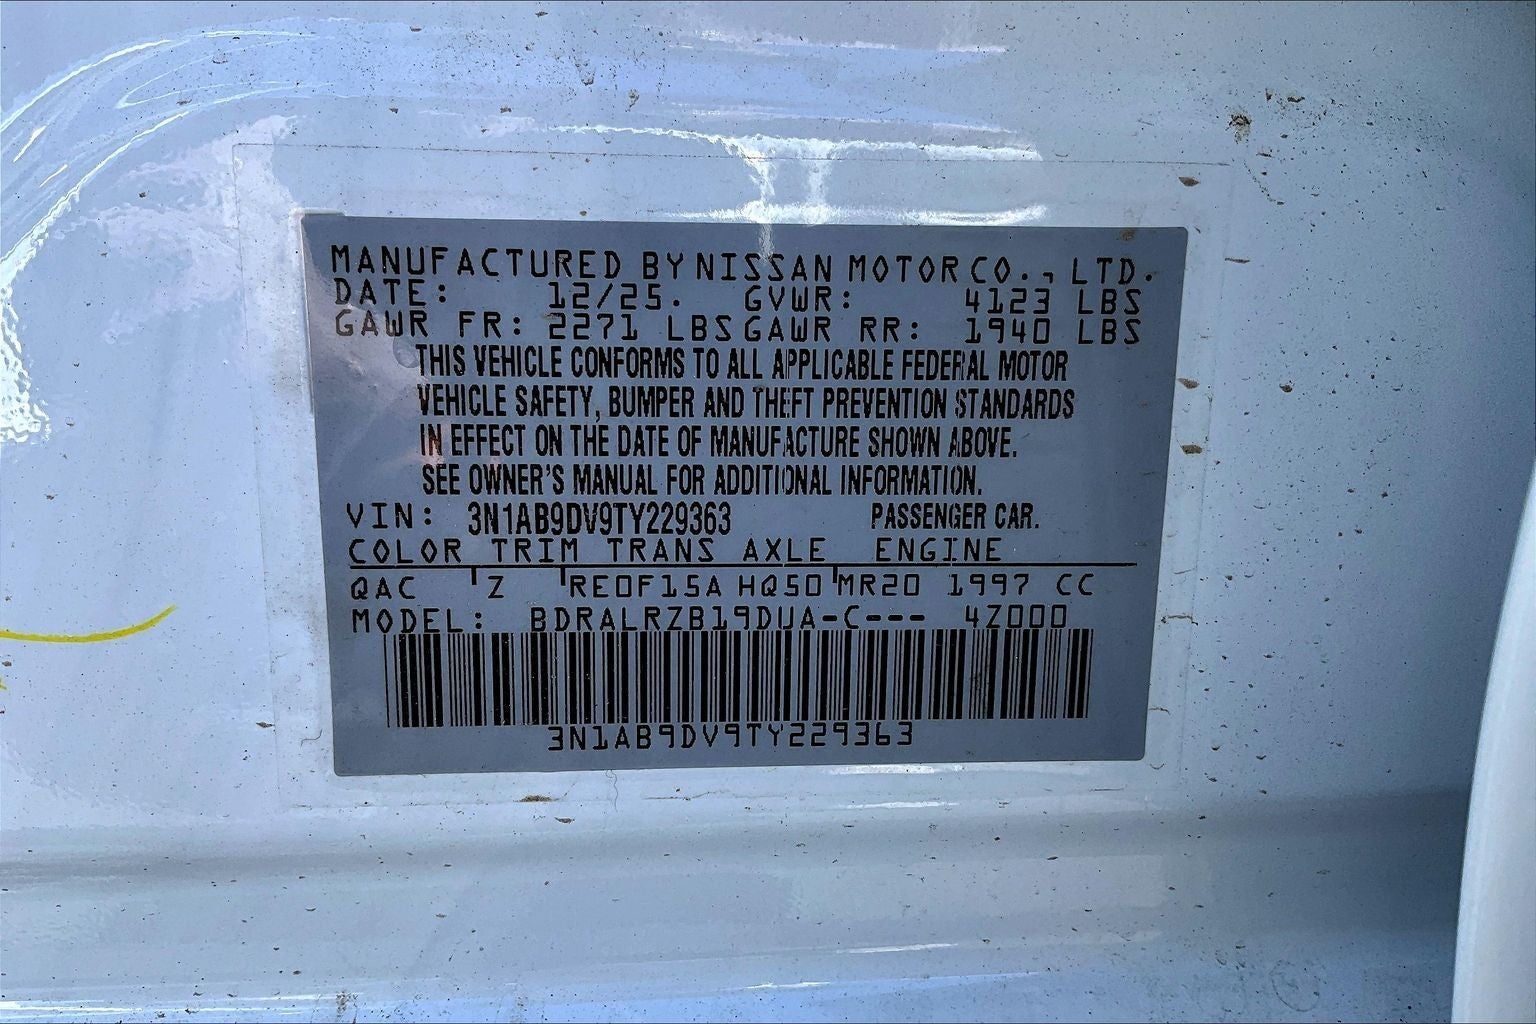 MANUFACTURED BY NISSAN MOTOR CO., LTD.
DATE: 12/25. GVWR: 4123 LBS
GAWR FR: 2271 LBS GAWR RR: 1940 LBS
THIS VEHICLE CONFORMS TO ALL APPLICABLE FEDERAL MOTOR
VEHICLE SAFETY, BUMPER AND THEFT PREVENTION STANDARDS
IN EFFECT ON THE DATE OF MANUFACTURE SHOWN ABOVE.
SEE OWNER'S MANUAL FOR ADDITIONAL INFORMATION.
VIN: 3N1AB9DV9TY229363 PASSENGER CAR.
COLOR TRIM TRANS AXLE ENGINE
QAC Z RE0F15A HQ50 MR20 1997 CC
MODEL: BDRALRZB19DUA-C--- 4Z000
3N1AB9DV9TY229363